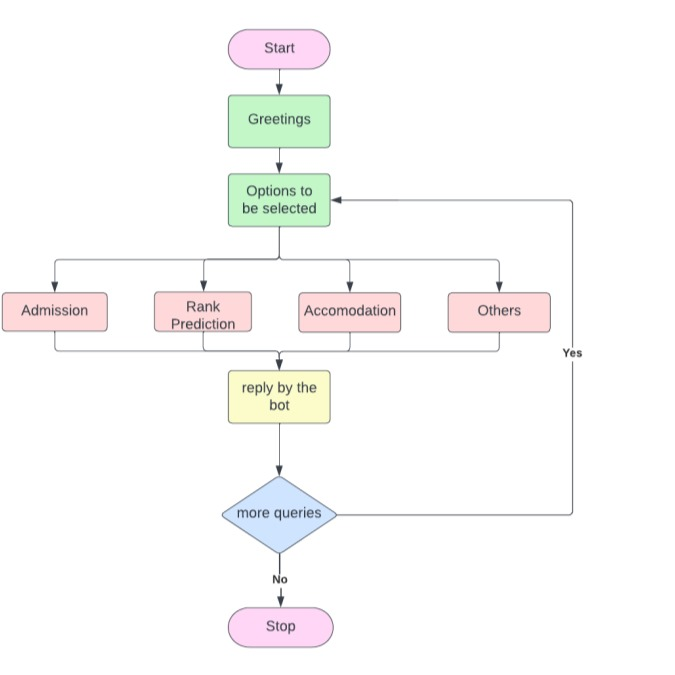 Start
Greetings
Options to
be selected
Admission
Rank
Prediction
Accomodation
Others
Yes
reply by the
bot
more queries
No
Stop